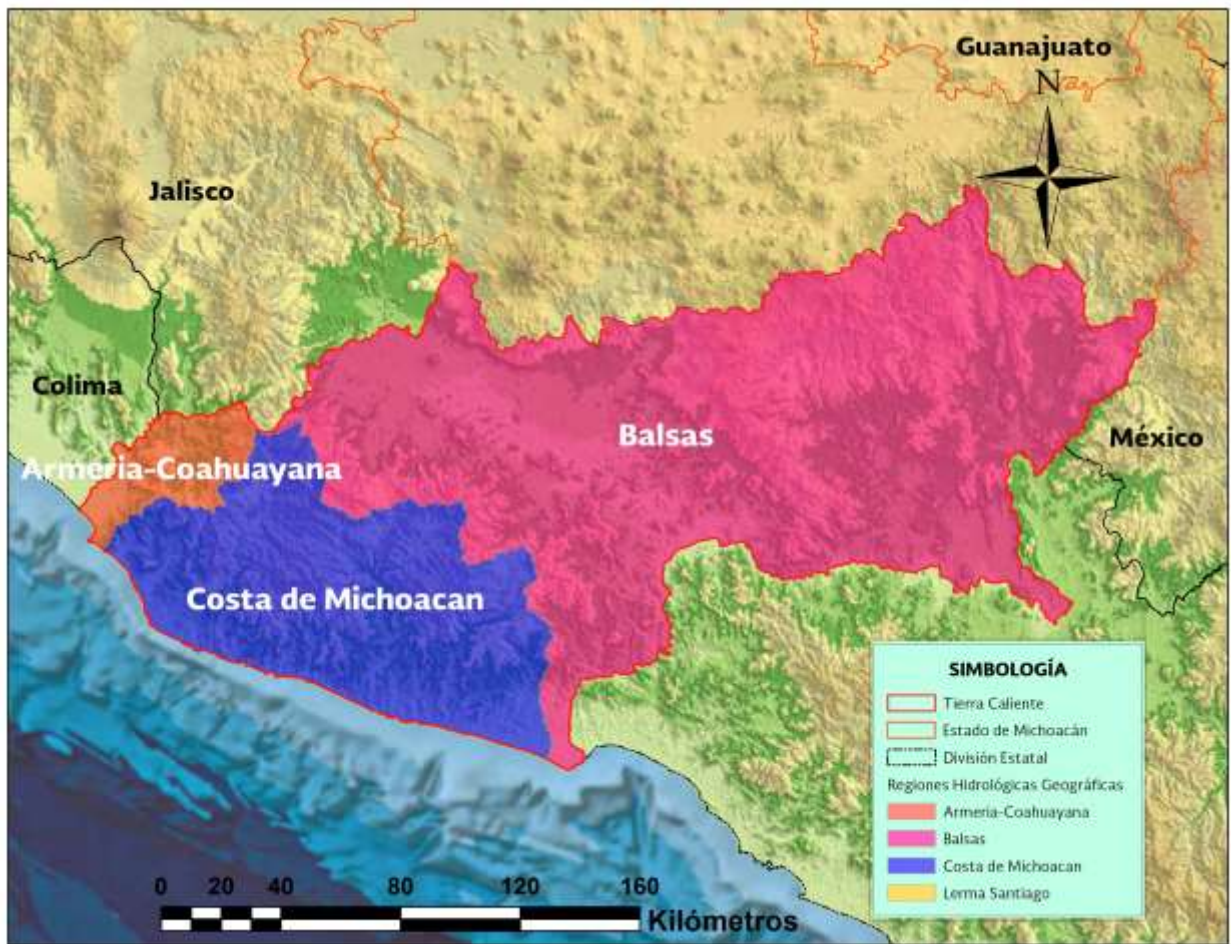 Guanajuato
N
Jalisco
Colima
Balsas
México
Armería-Coahuayana
Costa de Michoacan
SIMBOLOGÍA
Tierra Caliente
Estado de Michoacán
División Estatal
Regiones Hidrológicas Geográficas
Armeria-Coahuayana
Balsas
Costa de Michoacan
Lerma Santiago
0 20 40 80 120 160
Kilómetros